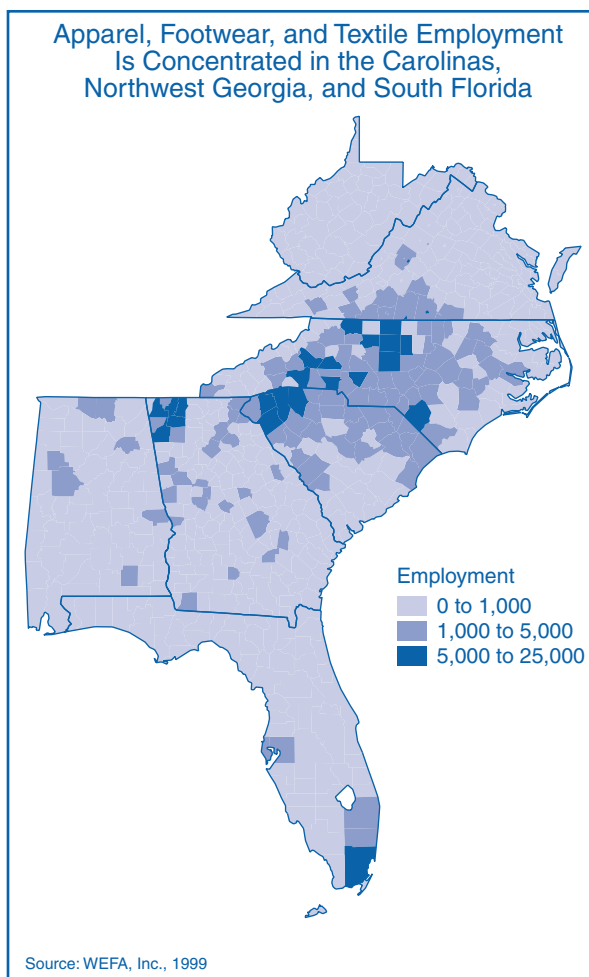 Apparel, Footwear, and Textile Employment
Is Concentrated in the Carolinas,
Northwest Georgia, and South Florida
Employment
0 to 1,000
1,000 to 5,000
5,000 to 25,000
Source: WEFA, Inc., 1999